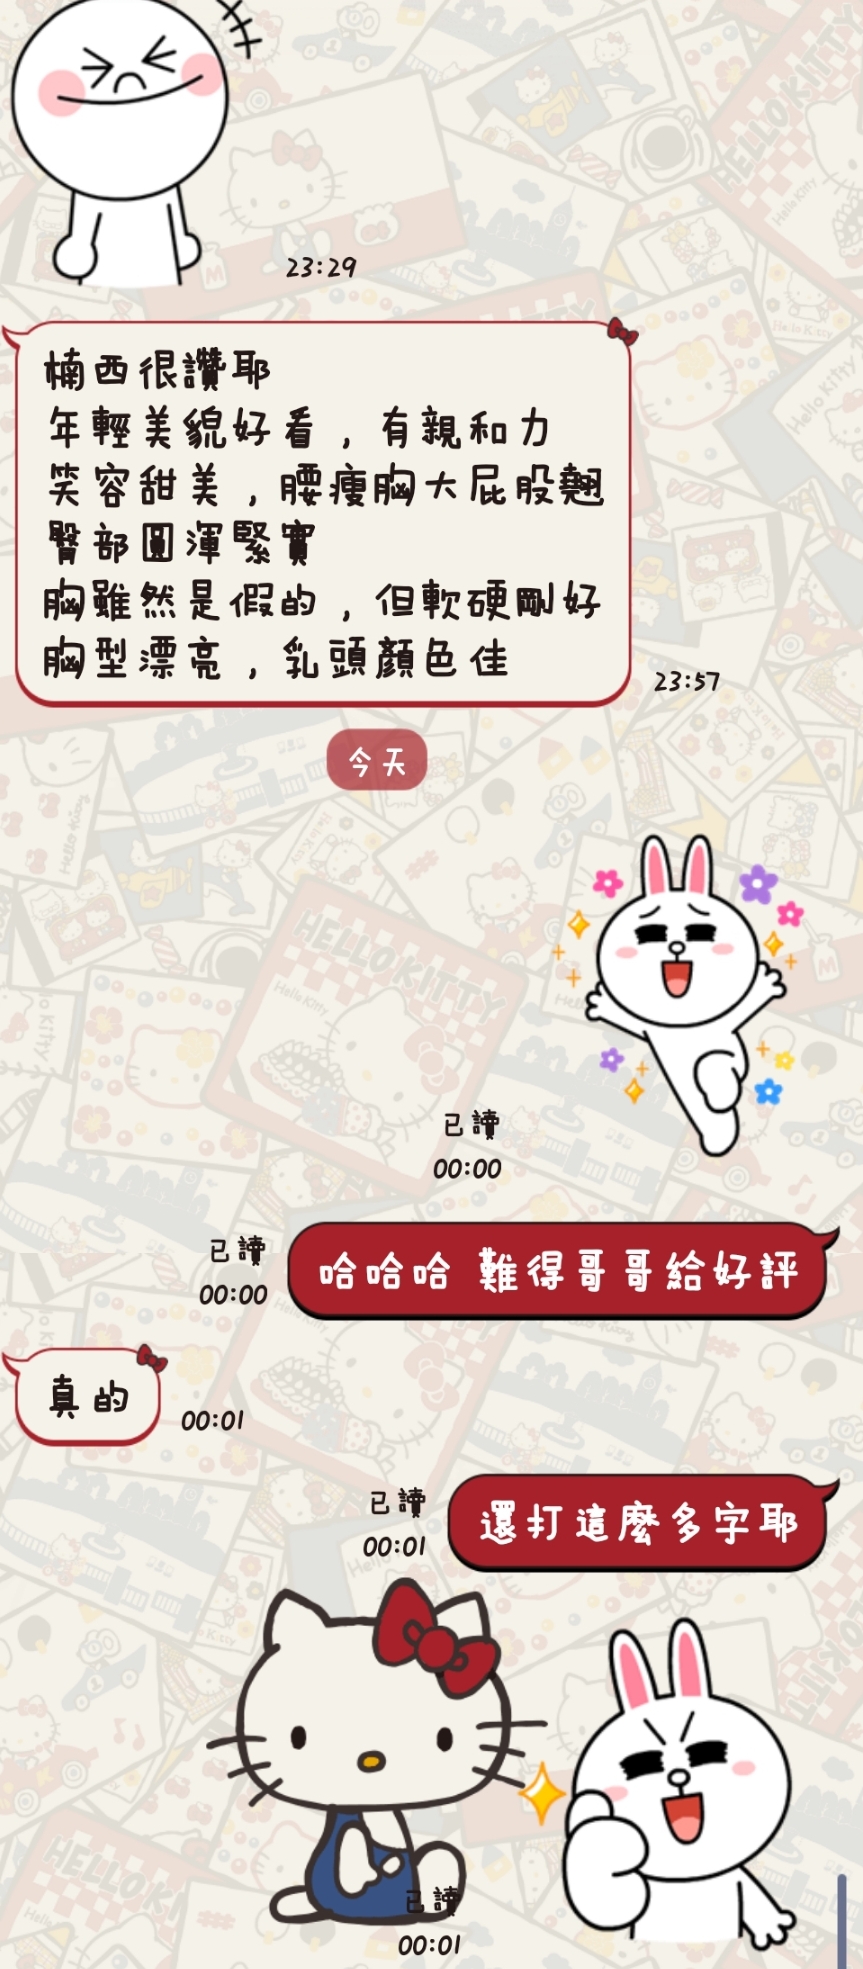 23:29
楠西很讚耶
年輕美貌好看，有親和力
笑容甜美，腰瘦胸大屁股翹
臀部圓渾緊實
胸雖然是假的，但軟硬剛好
胸型漂亮，乳頭顏色佳
23:57
今天
已讀
00:00
已讀
00:00
哈哈哈 難得哥哥給好評
真的
00:01
已讀
00:01
還打這麼多字耶
已讀
00:01
HELLO KITTY
Hello Kitty